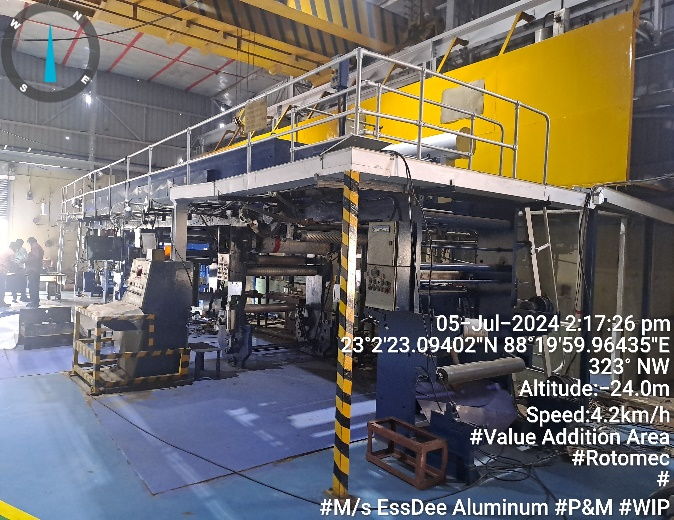 N
W
E
S
05-Jul-2024 2:17:26 pm
23°2'23.09402"N 88°19'59.96435"E
323° NW
Altitude:-24.0m
Speed:4.2km/h
#Value Addition Area
#Rotomec
#
#M/s EssDee Aluminum #P&M #WIP